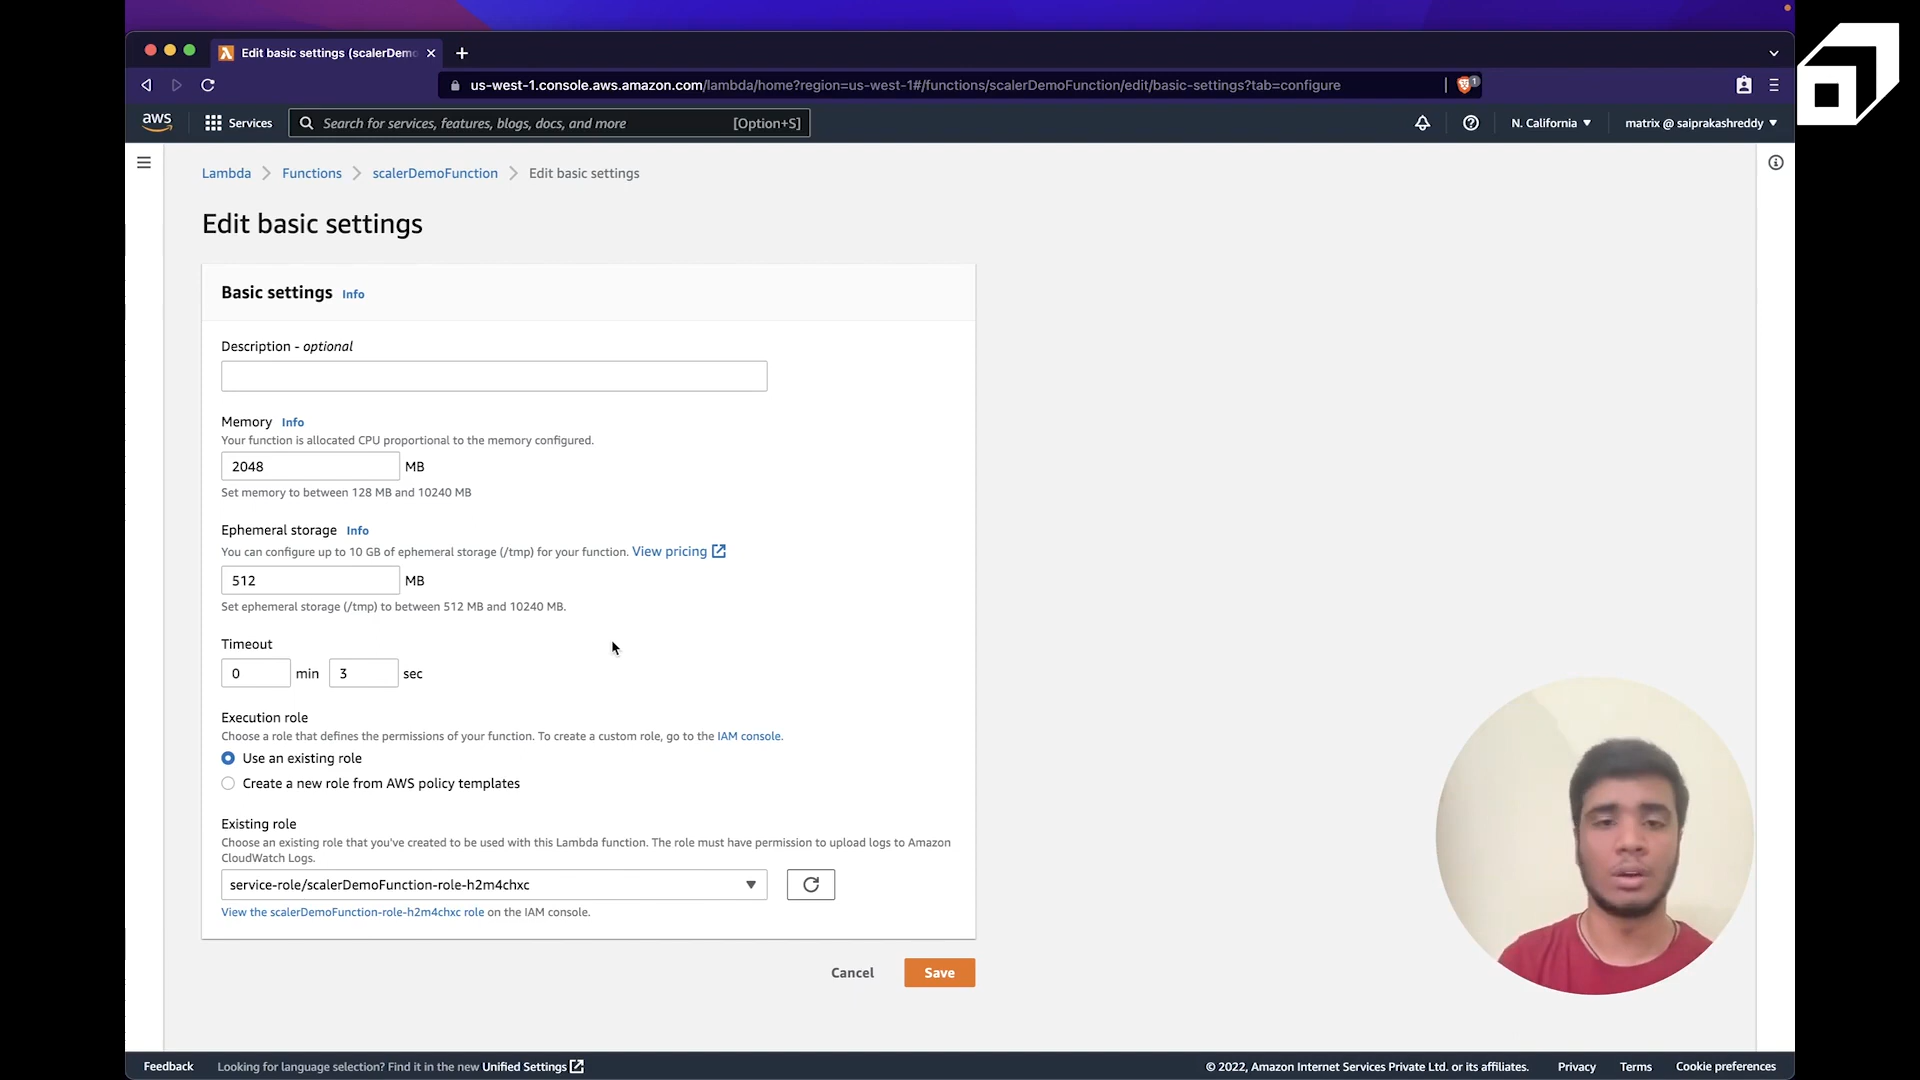 Edit basic settings (scalerDemo
us-west-1.console.aws.amazon.com/lambda/home?region=us-west-1#/functions/scalerDemoFunction/edit/basic-settings?tab=configure
1
aws
Services
Search for services, features, blogs, docs, and more
[Option+S]
N. California
matrix @ saiprakashreddy
Lambda
Functions
scalerDemoFunction
Edit basic settings
Edit basic settings
Basic settings Info
Description - optional
Memory Info
Your function is allocated CPU proportional to the memory configured.
2048 MB
Set memory to between 128 MB and 10240 MB
Ephemeral storage Info
You can configure up to 10 GB of ephemeral storage (/tmp) for your function. View pricing
512 MB
Set ephemeral storage (/tmp) to between 512 MB and 10240 MB.
Timeout
0 min 3 sec
Execution role
Choose a role that defines the permissions of your function. To create a custom role, go to the IAM console.
Use an existing role
Create a new role from AWS policy templates
Existing role
Choose an existing role that you've created to be used with this Lambda function. The role must have permission to upload logs to Amazon
CloudWatch Logs.
service-role/scalerDemoFunction-role-h2m4chxc
View the scalerDemoFunction-role-h2m4chxc role on the IAM console.
Cancel
Save
Feedback
Looking for language selection? Find it in the new Unified Settings
© 2022, Amazon Internet Services Private Ltd. or its affiliates.
Privacy
Terms
Cookie preferences